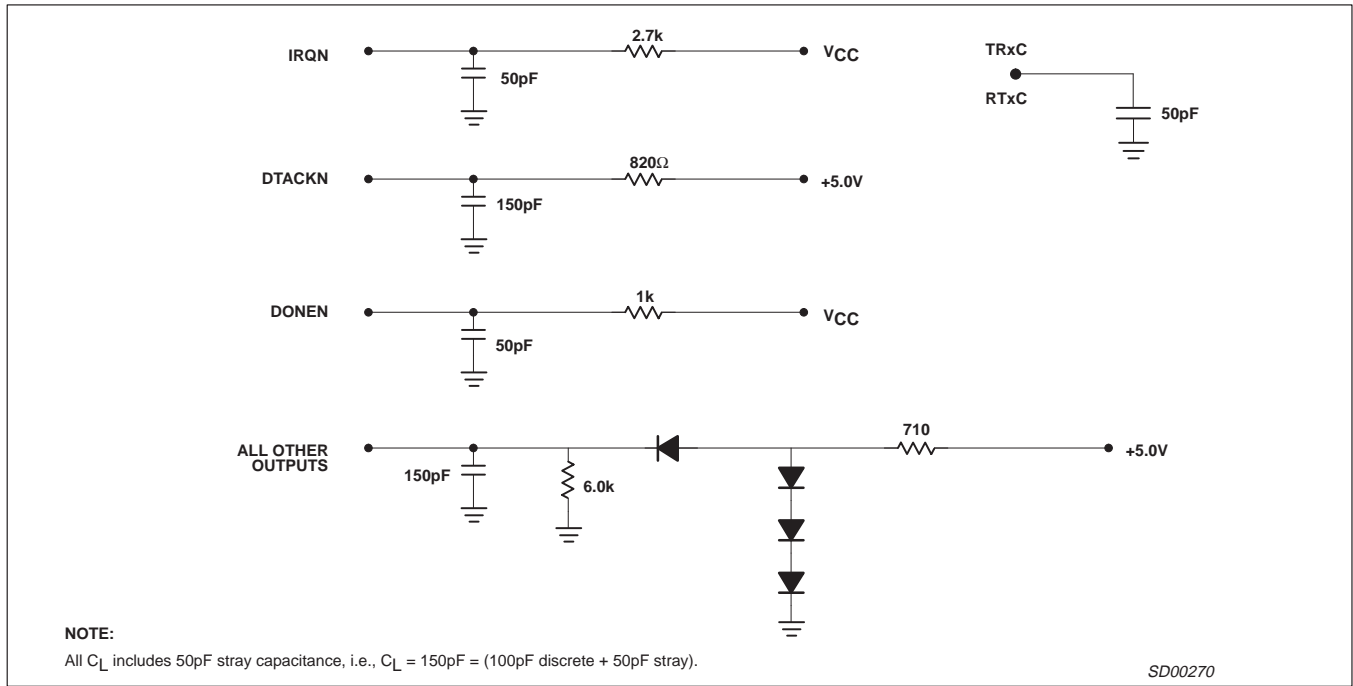 IRQN
2.7k
VCC
50pF
TRxC
RTxC
50pF
DTACKN
820Ω
+5.0V
150pF
DONEN
1k
VCC
50pF
ALL OTHER
OUTPUTS
150pF
6.0k
710
+5.0V
NOTE:
All CL includes 50pF stray capacitance, i.e., CL = 150pF = (100pF discrete + 50pF stray).
SD00270